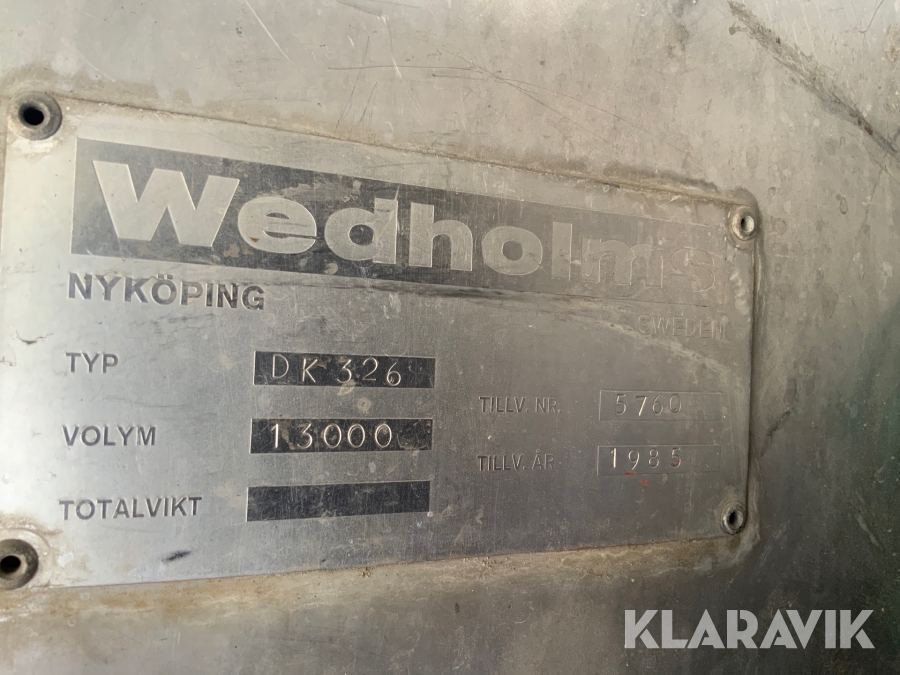 Wedholms
NYKÖPING
SWEDEN
TYP DK 326
VOLYM 13000
TOTALVIKT
TILLV. NR. 5760
TILLV. ÅR 1985
KLARAVIK